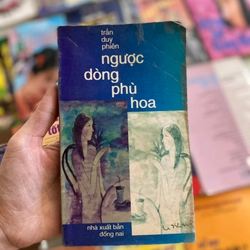 trần
duy
phiên
ngược
dòng
phù
hoa
nhà xuất bản
đồng nai